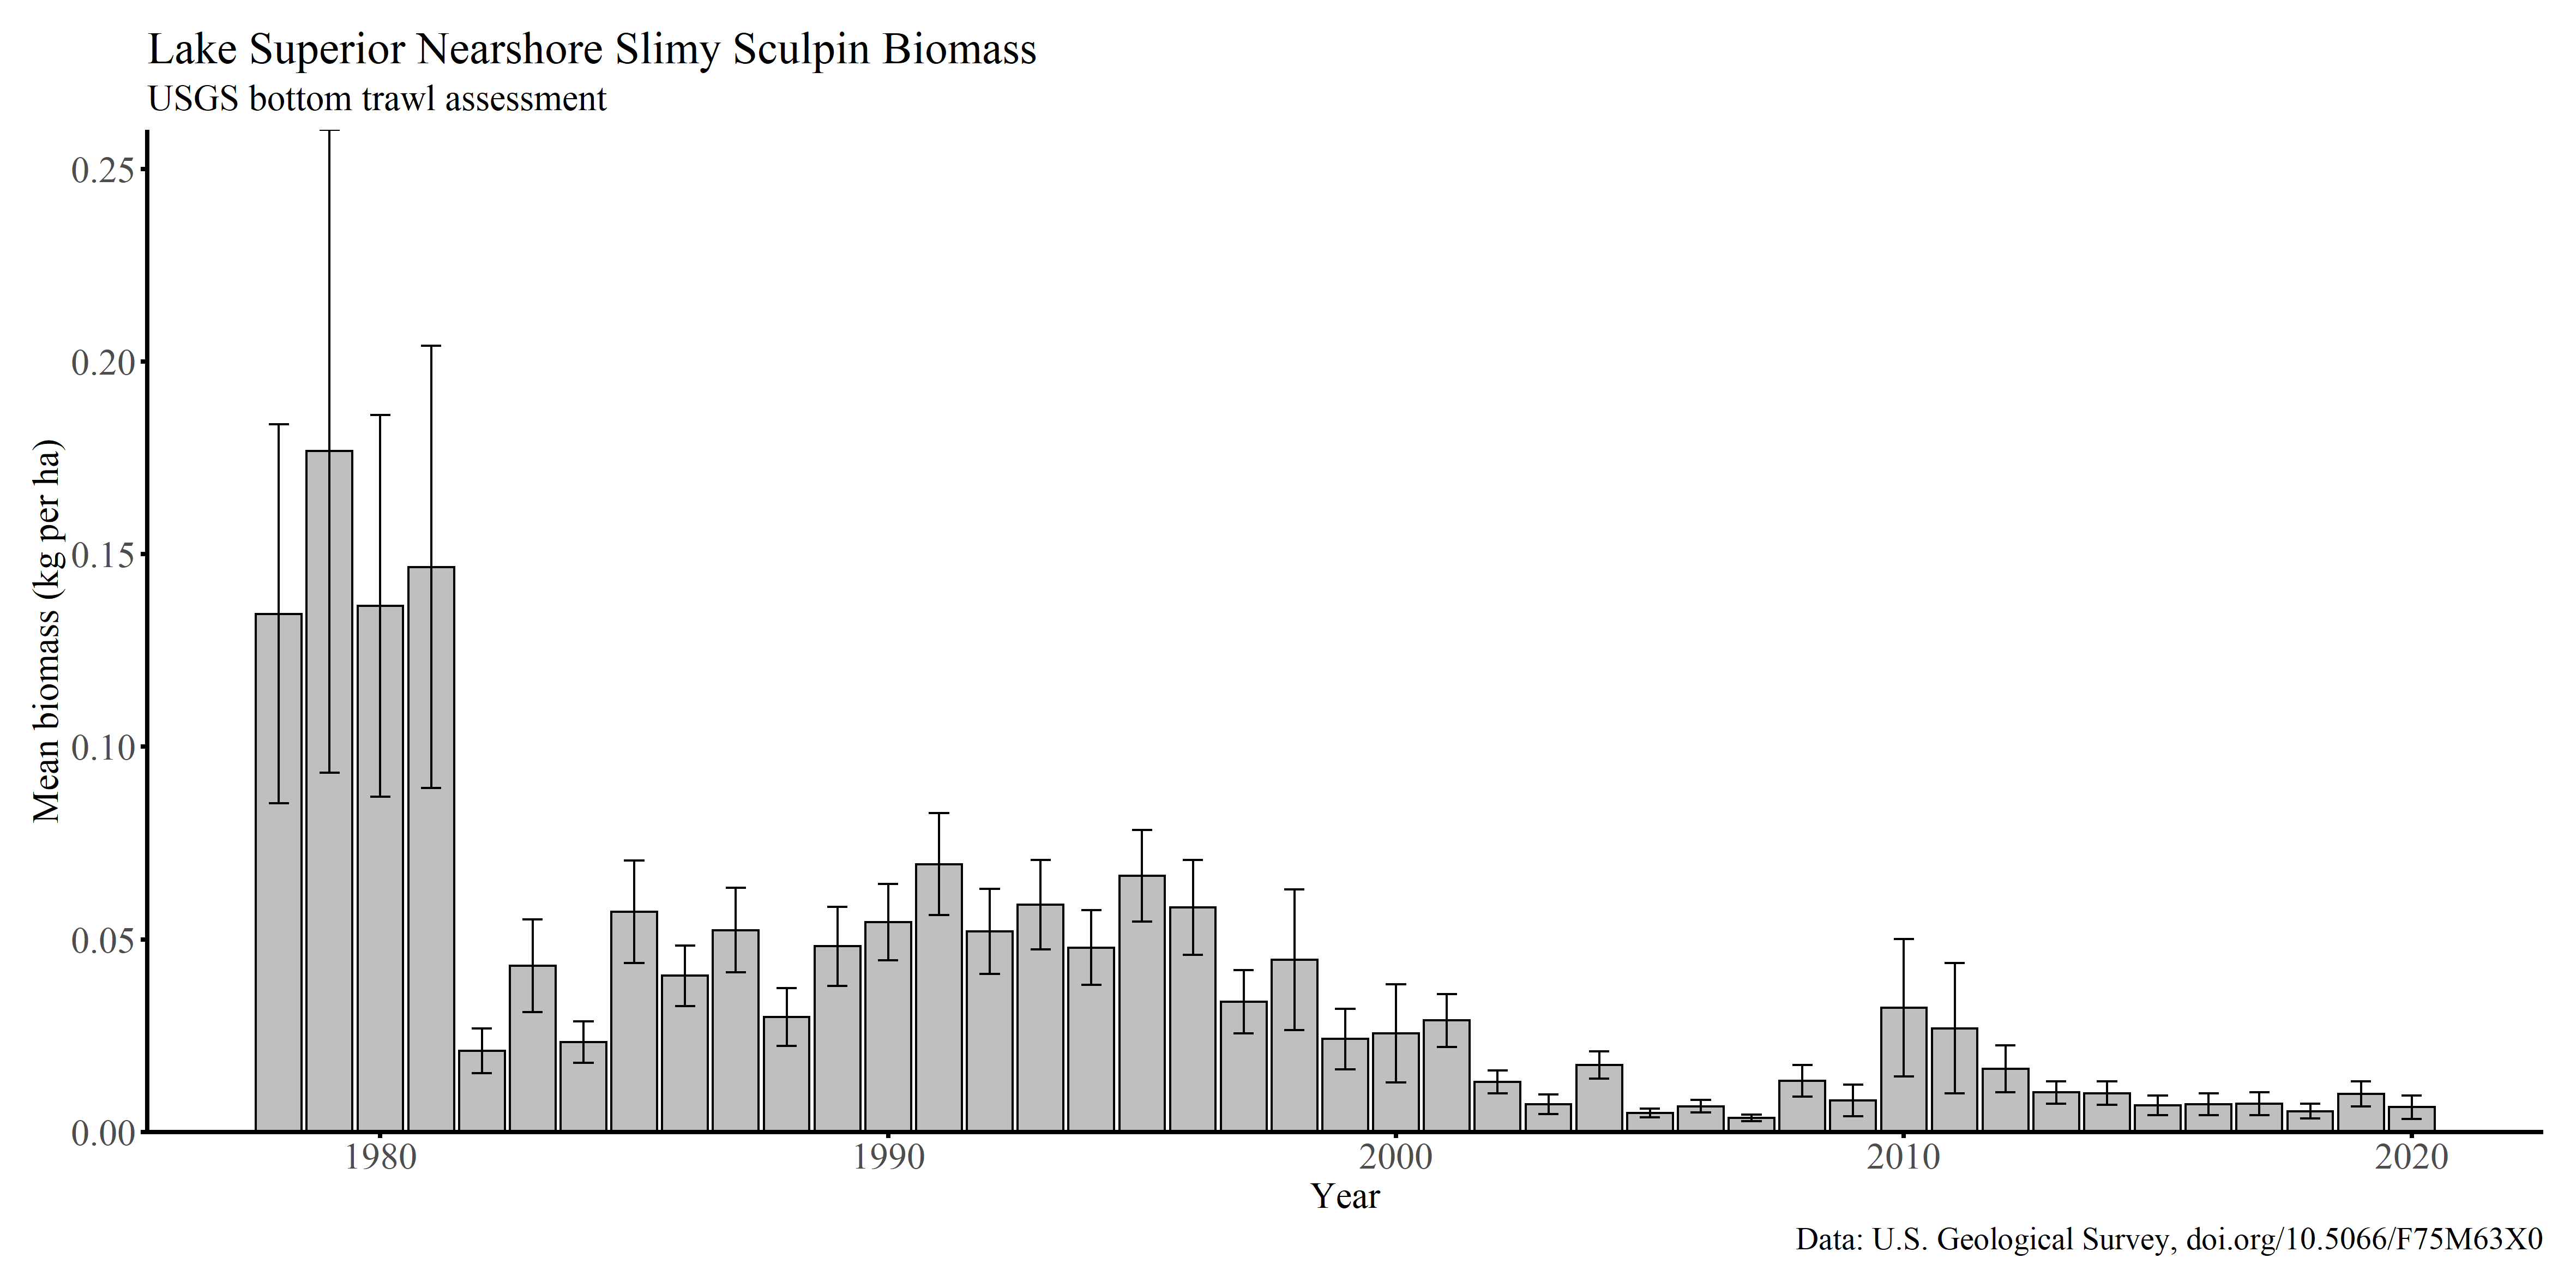 Lake Superior Nearshore Slimy Sculpin Biomass
USGS bottom trawl assessment
Mean biomass (kg per ha)
0.25
0.20
0.15
0.10
0.05
0.00
1980 1990 2000 2010 2020
Year
Data: U.S. Geological Survey, doi.org/10.5066/F75M63X0